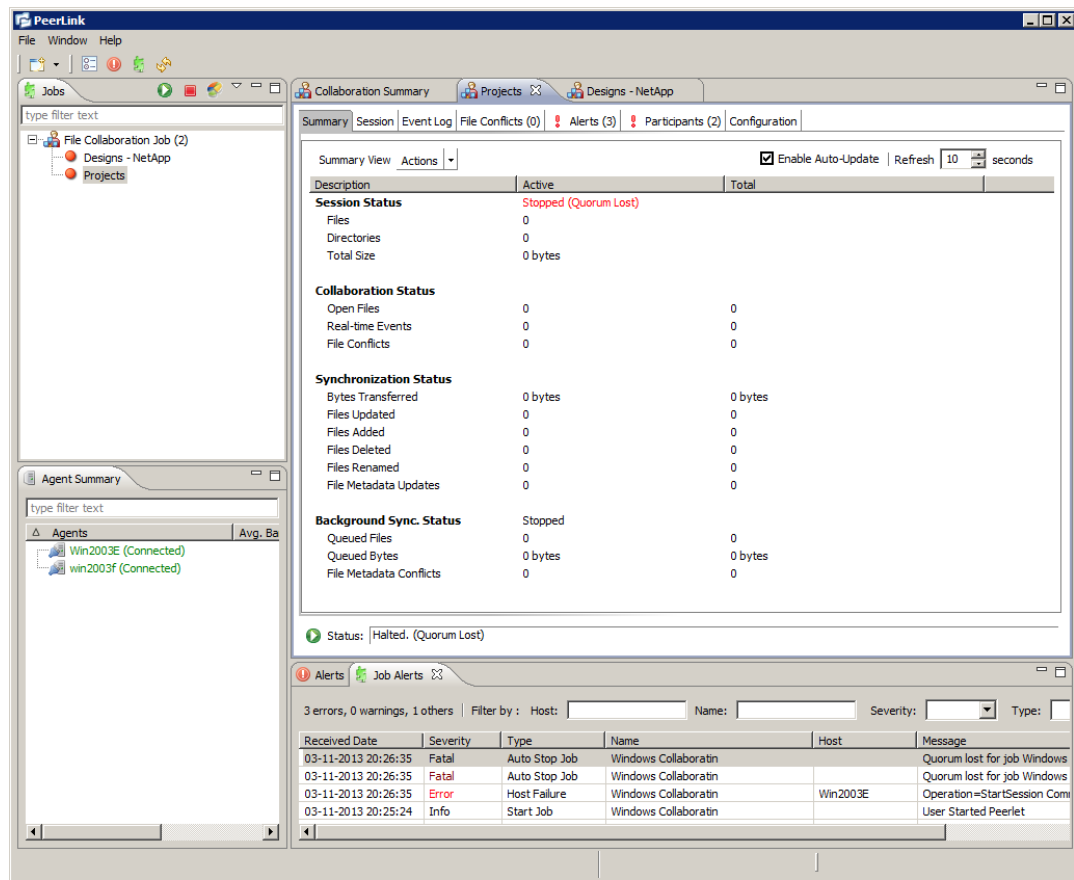 PeerLink
File Window Help
Jobs
type filter text
File Collaboration Job (2)
Designs - NetApp
Projects
Agent Summary
type filter text
Agents Avg. Ba
Win2003E (Connected)
win2003f (Connected)
Collaboration Summary Projects Designs - NetApp
Summary Session Event Log File Conflicts (0) Alerts (3) Participants (2) Configuration
Summary View Actions Enable Auto-Update Refresh 10 seconds
Description Active Total
Session Status Stopped (Quorum Lost)
Files 0
Directories 0
Total Size 0 bytes
Collaboration Status
Open Files 0 0
Real-time Events 0 0
File Conflicts 0 0
Synchronization Status
Bytes Transferred 0 bytes 0 bytes
Files Updated 0 0
Files Added 0 0
Files Deleted 0 0
Files Renamed 0 0
File Metadata Updates 0 0
Background Sync. Status Stopped
Queued Files 0 0
Queued Bytes 0 bytes 0 bytes
File Metadata Conflicts 0 0
Status: Halted. (Quorum Lost)
Alerts Job Alerts
3 errors, 0 warnings, 1 others Filter by : Host: Name: Severity: Type:
Received Date Severity Type Name Host Message
03-11-2013 20:26:35 Fatal Auto Stop Job Windows Collaboratin Quorum lost for job Windows
03-11-2013 20:26:35 Fatal Auto Stop Job Windows Collaboratin Quorum lost for job Windows
03-11-2013 20:26:35 Error Host Failure Windows Collaboratin Win2003E Operation=StartSession Com
03-11-2013 20:25:24 Info Start Job Windows Collaboratin User Started Peerlet